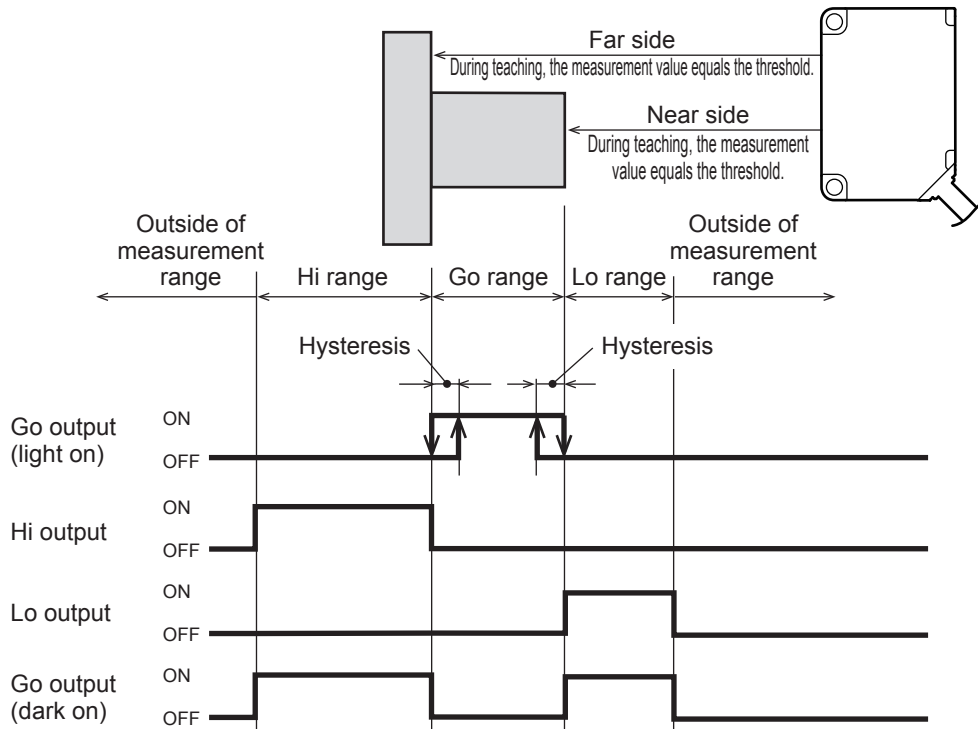 Far side
During teaching, the measurement value equals the threshold.
Near side
During teaching, the measurement
value equals the threshold.
Outside of
measurement
range
Hi range
Go range
Lo range
Outside of
measurement
range
Hysteresis
Hysteresis
Go output
(light on)
ON
OFF
Hi output
ON
OFF
Lo output
ON
OFF
Go output
(dark on)
ON
OFF